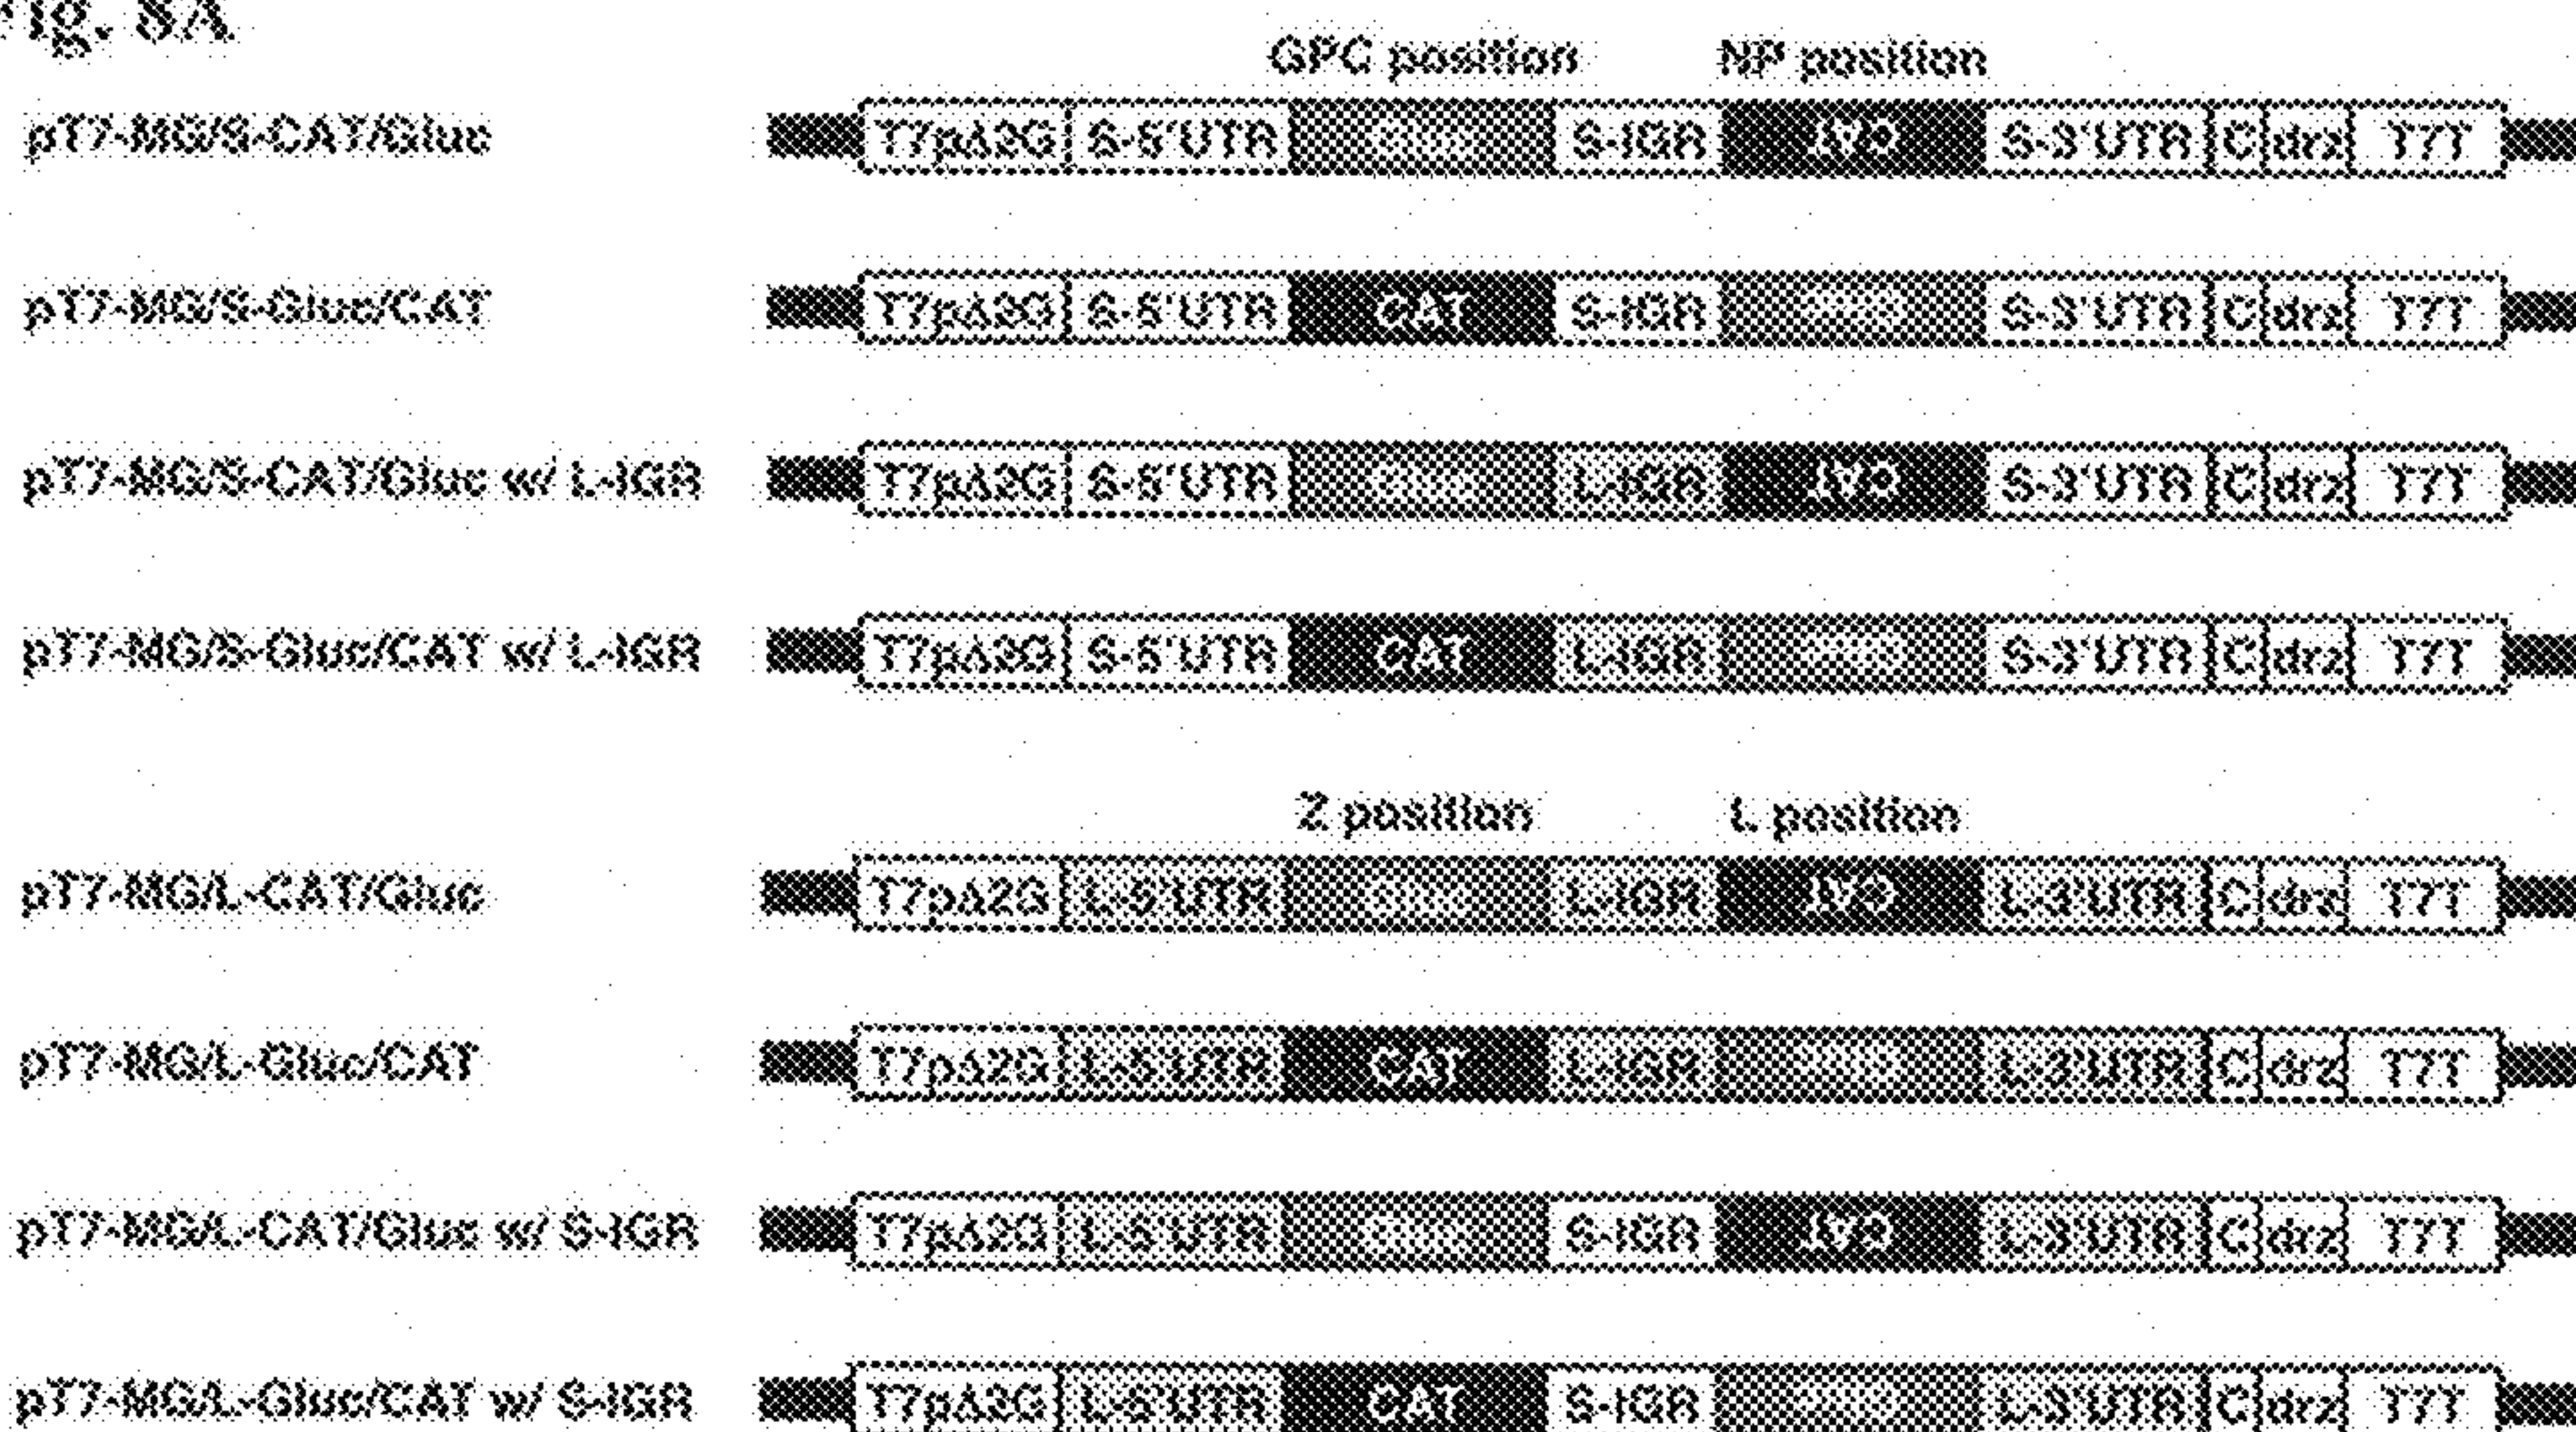 Fig. 8A
GPC position NP position
pT7-MG/S-CAT/Gluc T7pΔ2G S-5'UTR S-IGR CAT S-3'UTR C drz T7T
pT7-MG/S-Gluc/CAT T7pΔ2G S-5'UTR CAT S-IGR S-3'UTR C drz T7T
pT7-MG/S-CAT/Gluc w/ L-IGR T7pΔ2G S-5'UTR L-IGR CAT S-3'UTR C drz T7T
pT7-MG/S-Gluc/CAT w/ L-IGR T7pΔ2G S-5'UTR CAT L-IGR S-3'UTR C drz T7T
Z position L position
pT7-MG/L-CAT/Gluc T7pΔ2G L-5'UTR L-IGR CAT L-3'UTR C drz T7T
pT7-MG/L-Gluc/CAT T7pΔ2G L-5'UTR CAT L-IGR L-3'UTR C drz T7T
pT7-MG/L-CAT/Gluc w/ S-IGR T7pΔ2G L-5'UTR S-IGR CAT L-3'UTR C drz T7T
pT7-MG/L-Gluc/CAT w/ S-IGR T7pΔ2G L-5'UTR CAT S-IGR L-3'UTR C drz T7T